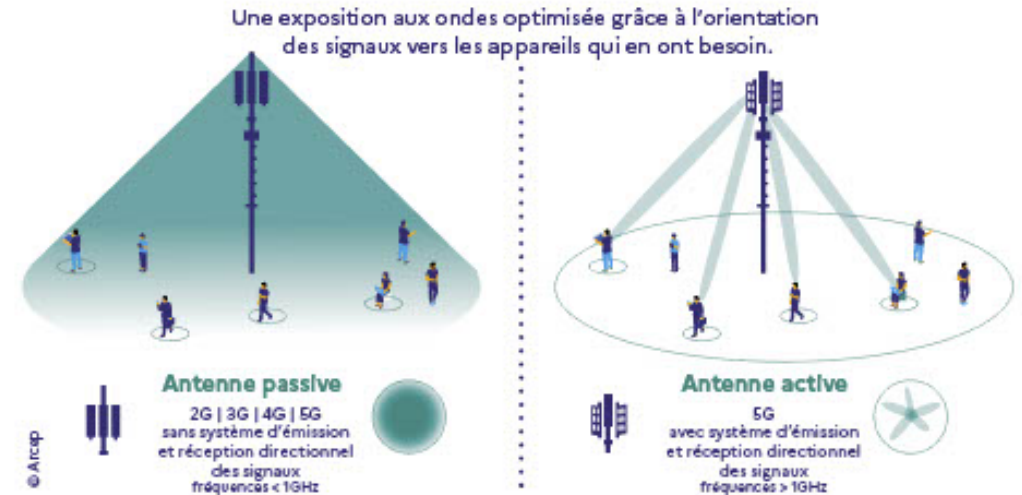 Une exposition aux ondes optimisée grâce à l'orientation
des signaux vers les appareils qui en ont besoin.
Antenne passive
2G | 3G | 4G | 5G
sans système d'émission
et réception directionnel
des signaux
fréquences < 1GHz
Antenne active
5G
avec système d'émission
et réception directionnel
des signaux
fréquences > 1GHz
© Arcep